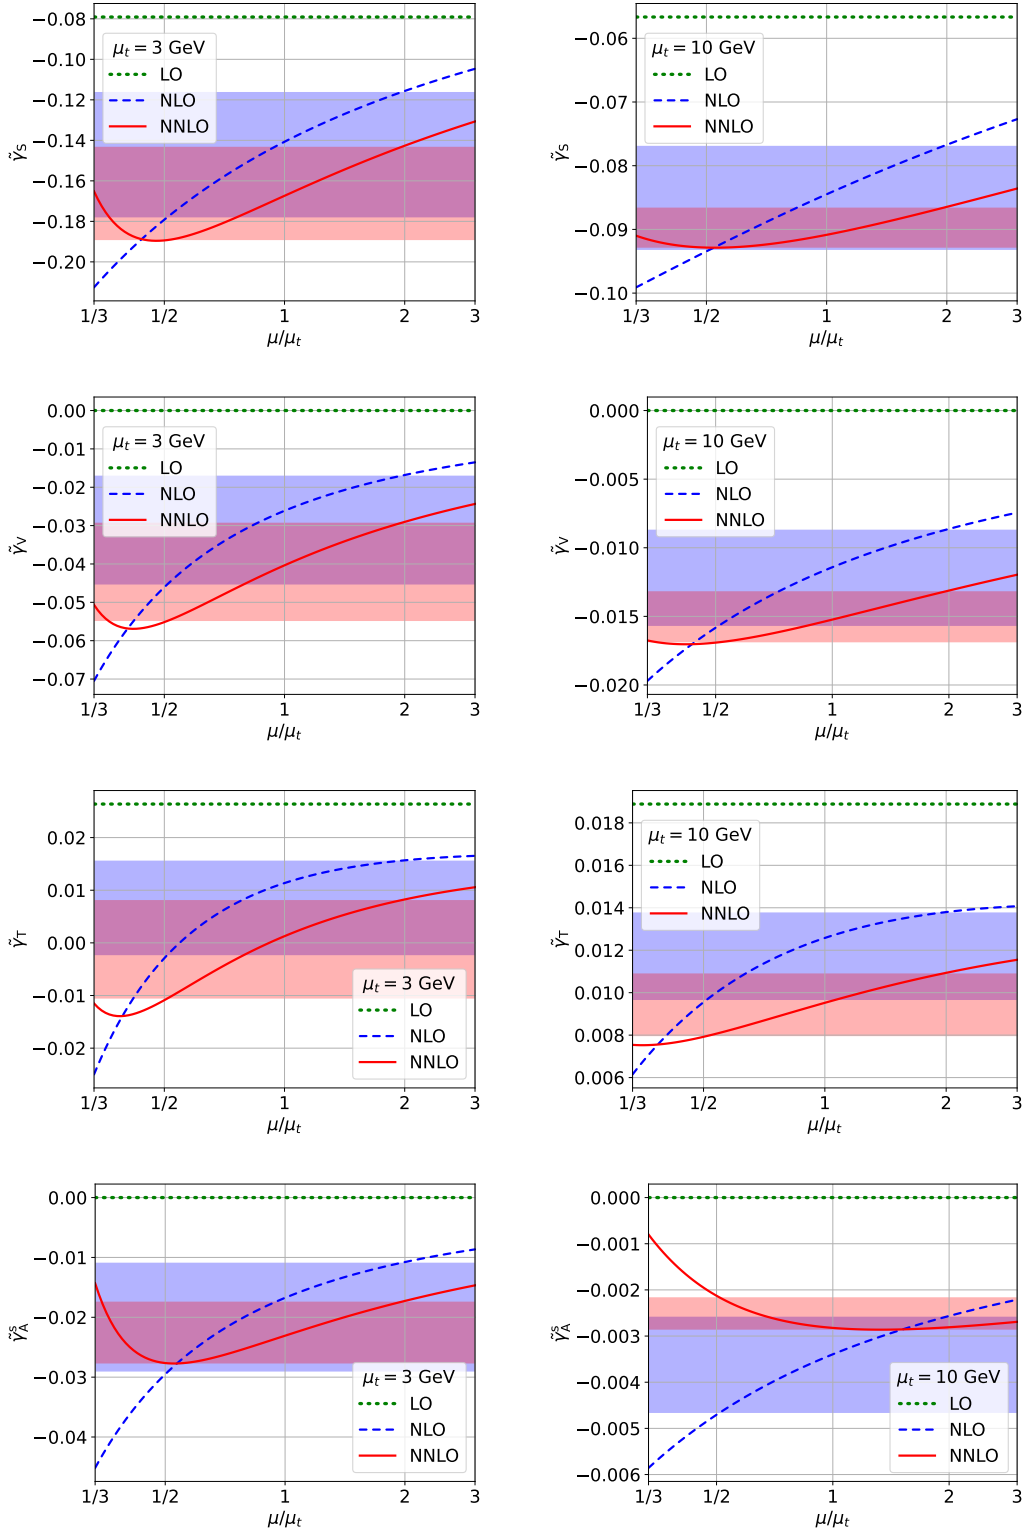 −0.08
−0.10
−0.12
−0.14
−0.16
−0.18
−0.20
γ̃S
μt = 3 GeV
LO
NLO
NNLO
1/3 1/2 1 2 3
μ/μt
−0.06
−0.07
−0.08
−0.09
−0.10
γ̃S
μt = 10 GeV
LO
NLO
NNLO
1/3 1/2 1 2 3
μ/μt
0.00
−0.01
−0.02
−0.03
−0.04
−0.05
−0.06
−0.07
γ̃V
μt = 3 GeV
LO
NLO
NNLO
1/3 1/2 1 2 3
μ/μt
0.000
−0.005
−0.010
−0.015
−0.020
γ̃V
μt = 10 GeV
LO
NLO
NNLO
1/3 1/2 1 2 3
μ/μt
0.02
0.01
0.00
−0.01
−0.02
γ̃T
μt = 3 GeV
LO
NLO
NNLO
1/3 1/2 1 2 3
μ/μt
0.018
0.016
0.014
0.012
0.010
0.008
0.006
γ̃T
μt = 10 GeV
LO
NLO
NNLO
1/3 1/2 1 2 3
μ/μt
0.00
−0.01
−0.02
−0.03
−0.04
γ̃sA
μt = 3 GeV
LO
NLO
NNLO
1/3 1/2 1 2 3
μ/μt
0.000
−0.001
−0.002
−0.003
−0.004
−0.005
−0.006
γ̃sA
μt = 10 GeV
LO
NLO
NNLO
1/3 1/2 1 2 3
μ/μt